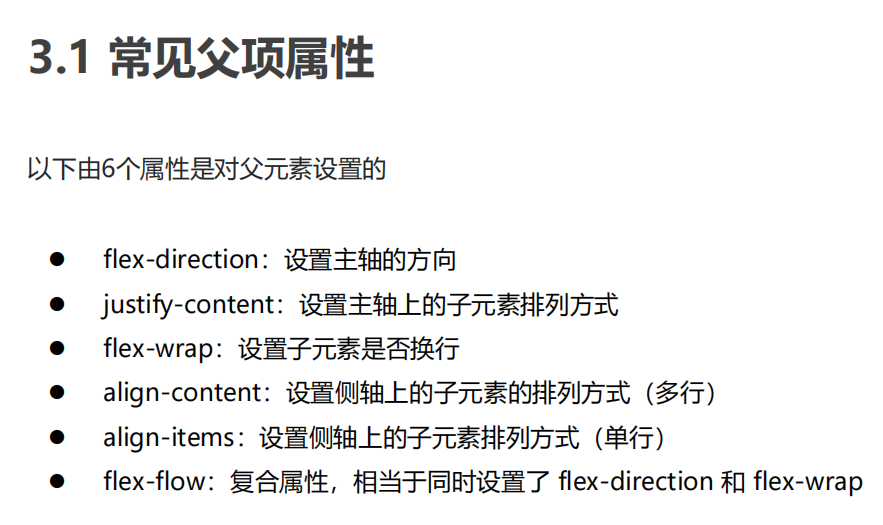 3.1 常见父项属性
以下由6个属性是对父元素设置的
● flex-direction：设置主轴的方向
● justify-content：设置主轴上的子元素排列方式
● flex-wrap：设置子元素是否换行
● align-content：设置侧轴上的子元素的排列方式（多行）
● align-items：设置侧轴上的子元素排列方式（单行）
● flex-flow：复合属性，相当于同时设置了 flex-direction 和 flex-wrap